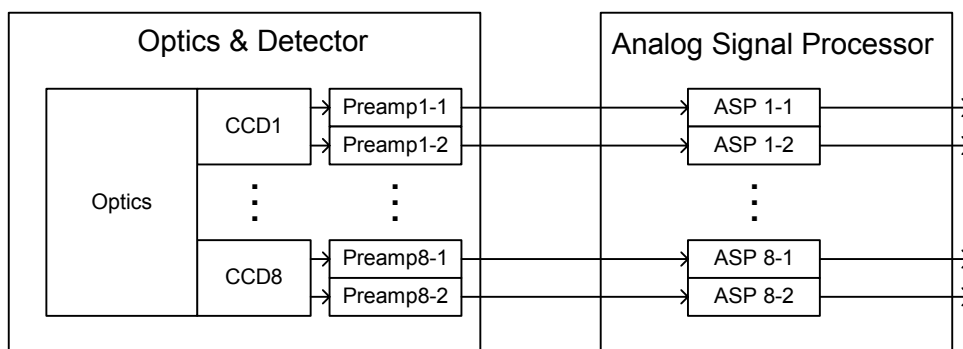 Optics & Detector
Analog Signal Processor
Optics
CCD1
Preamp1-1
Preamp1-2
ASP 1-1
ASP 1-2
CCD8
Preamp8-1
Preamp8-2
ASP 8-1
ASP 8-2